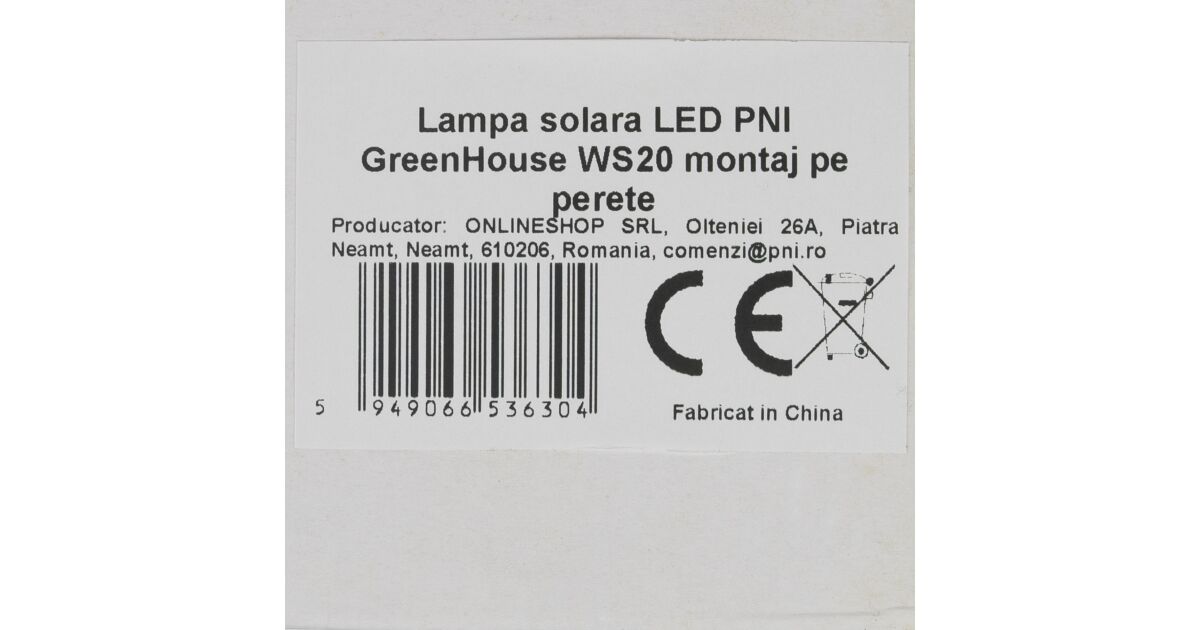 Lampa solara LED PNI
GreenHouse WS20 montaj pe
perete
Producator: ONLINESHOP SRL, Olteniei 26A, Piatra
Neamt, Neamt, 610206, Romania, comenzi@pni.ro
CE
5 949066 536304
Fabricat in China